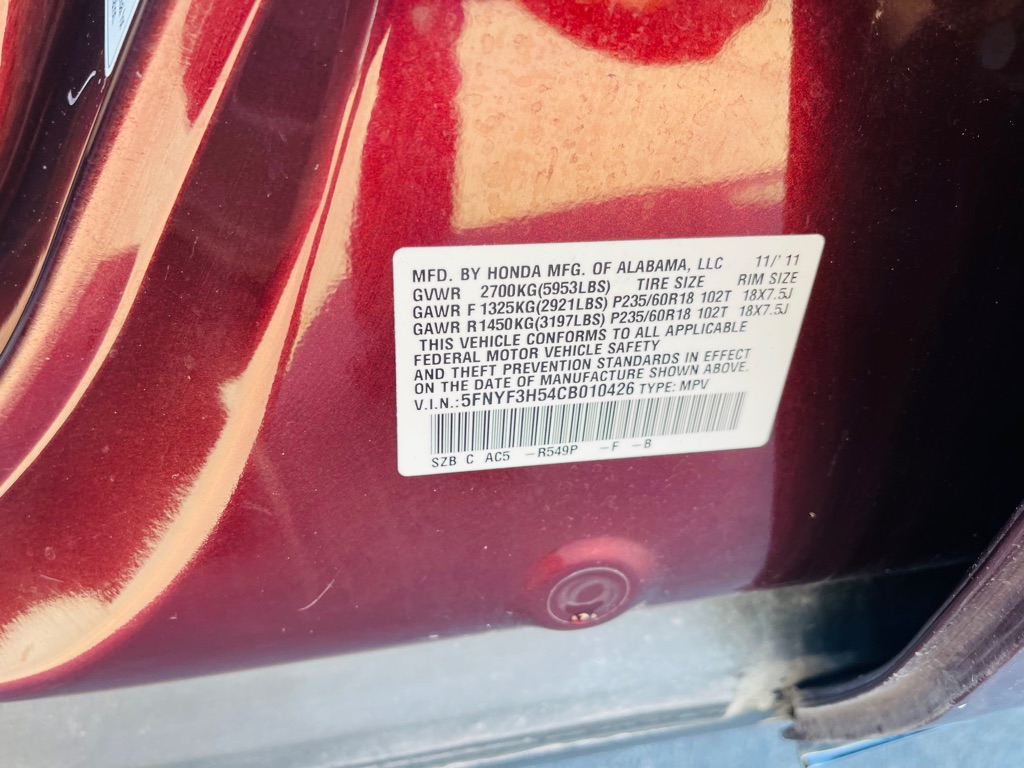 MFD. BY HONDA MFG. OF ALABAMA, LLC 11/'11
GVWR 2700KG(5953LBS) TIRE SIZE RIM SIZE
GAWR F 1325KG(2921LBS) P235/60R18 102T 18X7.5J
GAWR R1450KG(3197LBS) P235/60R18 102T 18X7.5J
THIS VEHICLE CONFORMS TO ALL APPLICABLE
FEDERAL MOTOR VEHICLE SAFETY
AND THEFT PREVENTION STANDARDS IN EFFECT
ON THE DATE OF MANUFACTURE SHOWN ABOVE.
V.I.N.:5FNYF3H54CB010426 TYPE: MPV
SZB C AC5 -R549P -F -B